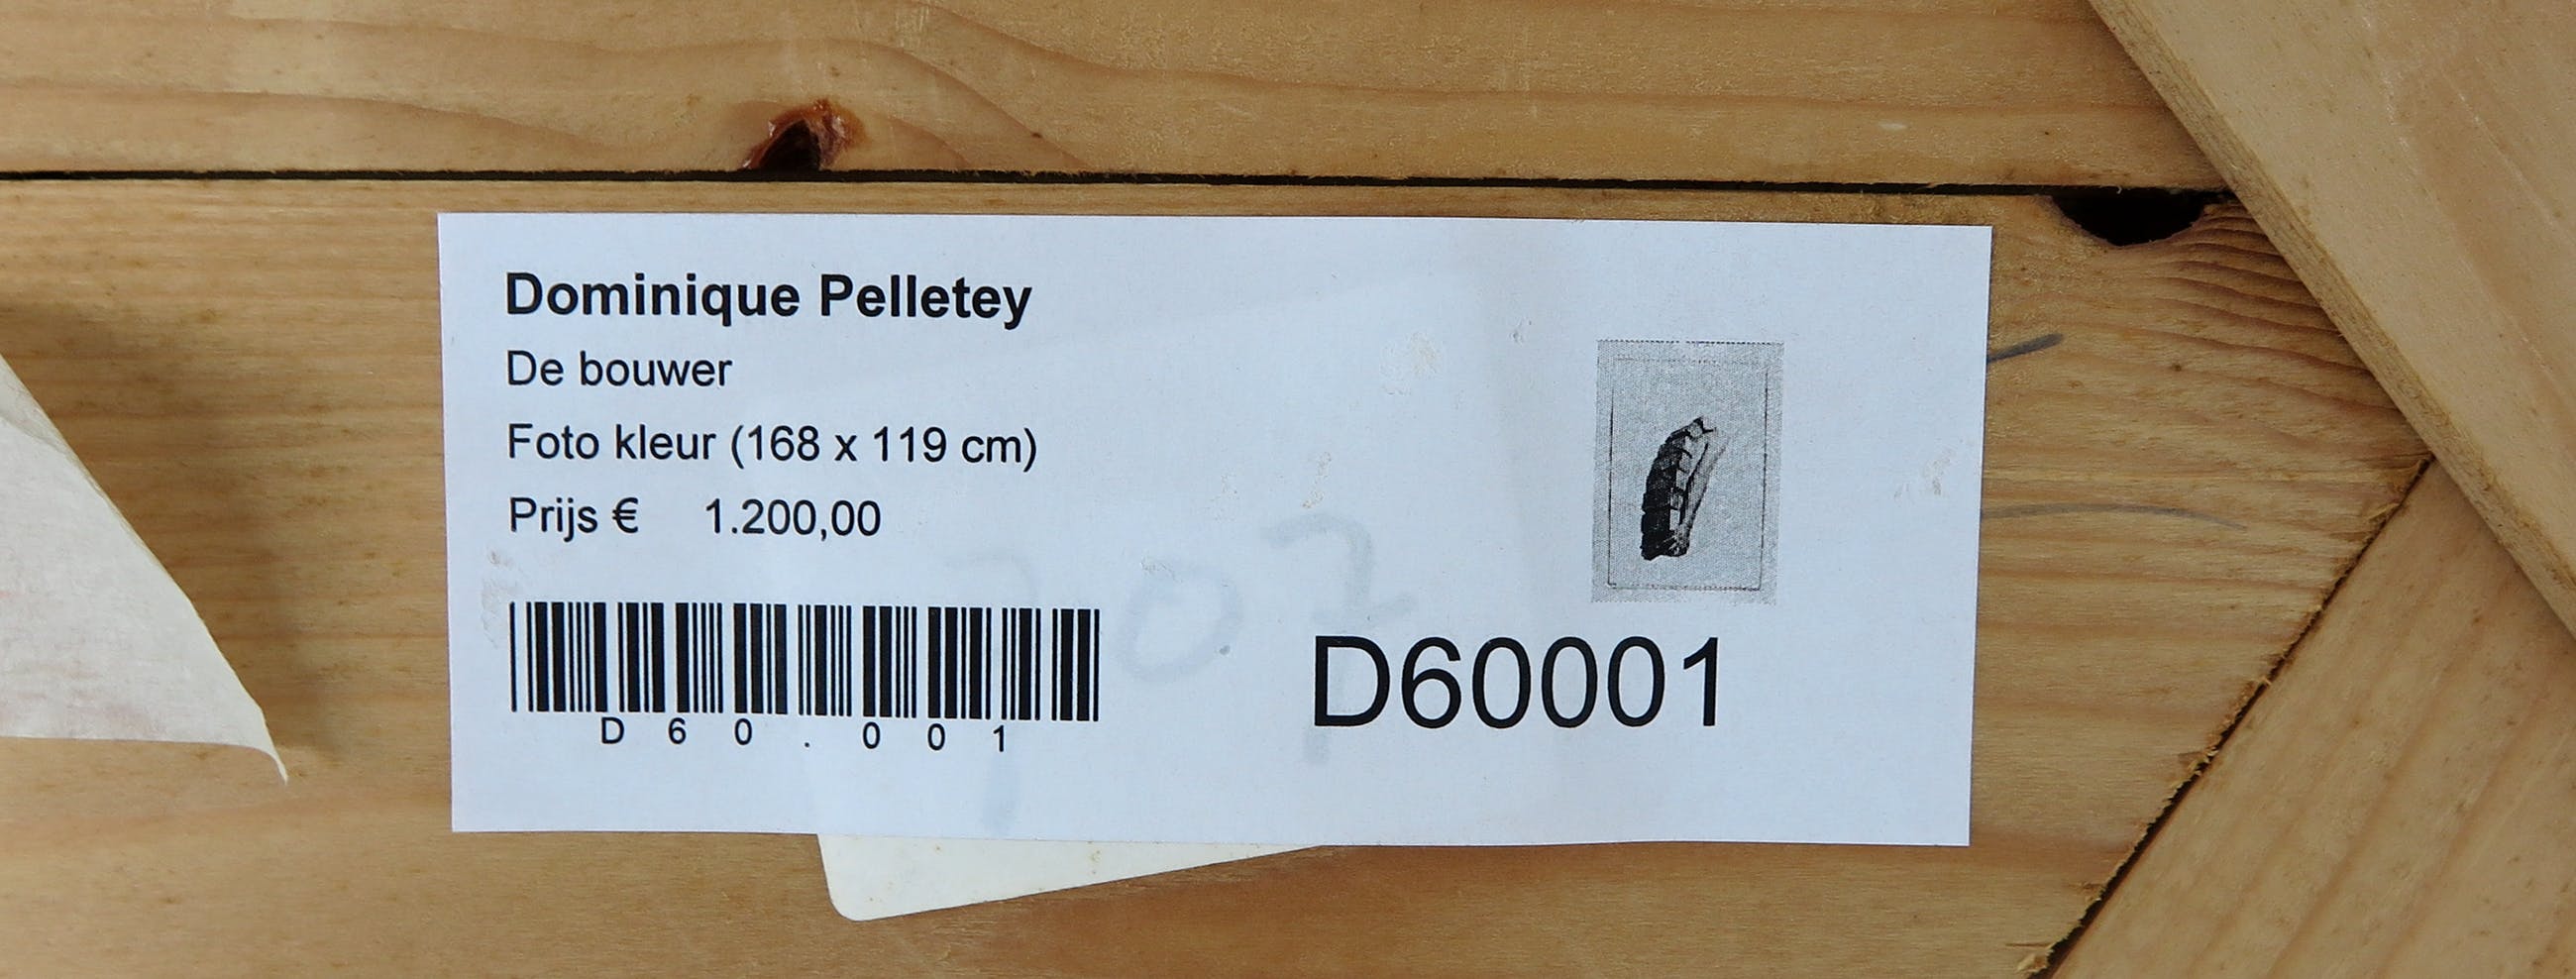 Dominique Pelletey
De bouwer
Foto kleur (168 x 119 cm)
Prijs € 1.200,00
D60.001
D60001